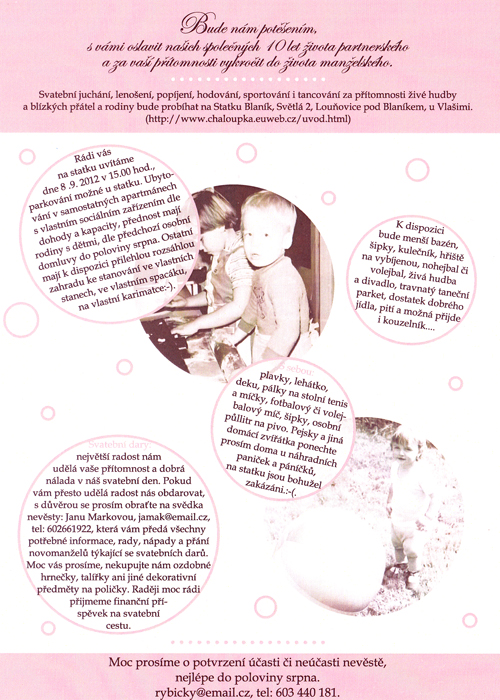 Bude nám potěšením,
s vámi oslavit našich společných 10 let života partnerského
a za vaší přítomnosti vykročit do života manželského.
Svatební juchání, lenošení, popíjení, hodování, sportování i tancování za přítomnosti živé hudby
a blízkých přátel a rodiny bude probíhat na Statku Blaník, Světlá 2, Louňovice pod Blaníkem, u Vlašimi.
(http://www.chaloupka.euweb.cz/uvod.html)
Rádi vás
na statku uvítáme
dne 8 .9. 2012 v 15.00 hod.,
parkování možné u statku. Ubyto-
vání v samostatných apartmánech
s vlastním sociálním zařízením dle
dohody a kapacity, přednost mají
rodiny s dětmi, dle předchozí osobní
domluvy do poloviny srpna. Ostatní
mají k dispozici přilehlou rozsáhlou
zahradu ke stanování ve vlastních
stanech, ve vlastním spacáku,
na vlastní karimatce:-).
K dispozici
bude menší bazén,
šipky, kulečník, hřiště
na vybíjenou, nohejbal či
volejbal, živá hudba
a divadlo, travnatý taneční
parket, dostatek dobrého
jídla, pití a možná přijde
i kouzelník....
sebou:
plavky, lehátko,
deku, pálky na stolní tenis
a míčky, fotbalový či volej-
balový míč, šipky, osobní
půllitr na pivo. Pejsky a jiná
domácí zvířátka ponechte
prosím doma u náhradních
paniček a páníčků,
na statku jsou bohužel
zakázáni.:-(.
Svatební dary:
největší radost nám
udělá vaše přítomnost a dobrá
nálada v náš svatební den. Pokud
vám přesto udělá radost nás obdarovat,
s důvěrou se prosím obraťte na svědka
nevěsty: Janu Markovou, jamak@email.cz,
tel: 602661922, která vám předá všechny
potřebné informace, rady, nápady a přání
novomanželů týkající se svatebních darů.
Moc vás prosíme, nekupujte nám ozdobné
hrnečky, talířky ani jiné dekorativní
předměty na poličky. Raději moc rádi
přijmeme finanční pří-
spěvek na svatební
cestu.
Moc prosíme o potvrzení účasti či neúčasti nevěstě,
nejlépe do poloviny srpna.
rybicky@email.cz, tel: 603 440 181.